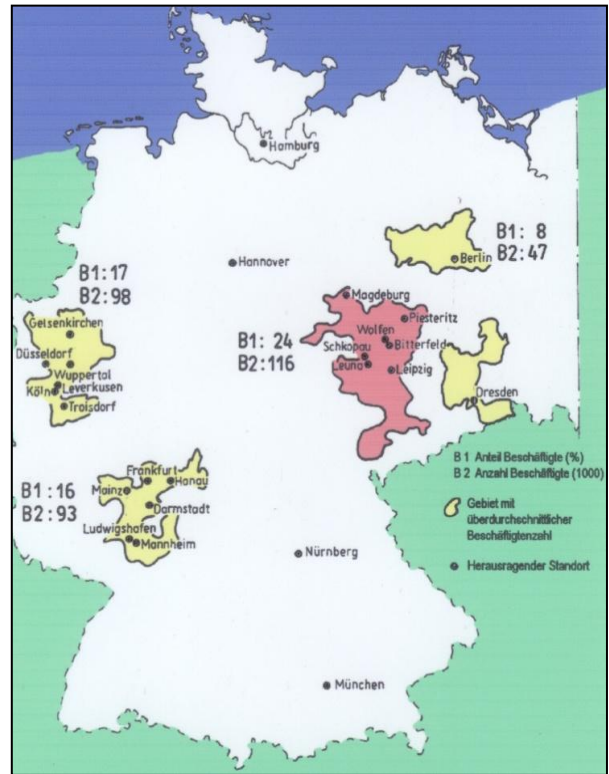 Hamburg
Hannover
B1: 8
B2: 47
Berlin
B1: 17
B2: 98
Gelsenkirchen
Düsseldorf
Wuppertal
Leverkusen
Köln
Troisdorf
Magdeburg
Piesteritz
Wolfen
Bitterfeld
Schkopau
Leuna
Leipzig
B1: 24
B2: 116
Dresden
B 1 Anteil Beschäftigte (%)
B 2 Anzahl Beschäftigte (1000)
Gebiet mit
überdurchschnittlicher
Beschäftigtenzahl
Herausragender Standort
B1: 16
B2: 93
Frankfurt
Hanau
Mainz
Darmstadt
Ludwigshafen
Mannheim
Nürnberg
München